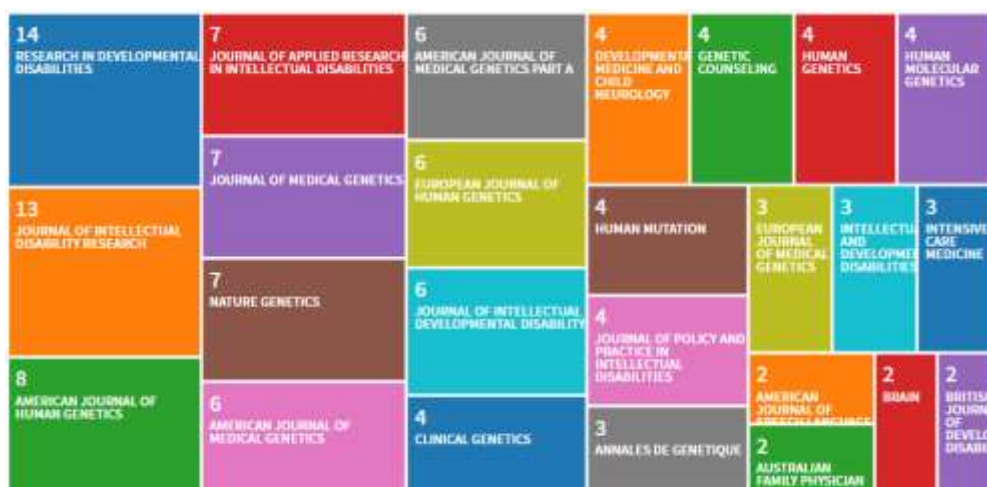 14
RESEARCH IN DEVELOPMENTAL
DISABILITIES
13
JOURNAL OF INTELLECTUAL
DISABILITY RESEARCH
8
AMERICAN JOURNAL OF
HUMAN GENETICS
7
JOURNAL OF APPLIED RESEARCH
IN INTELLECTUAL DISABILITIES
7
JOURNAL OF MEDICAL GENETICS
7
NATURE GENETICS
6
AMERICAN JOURNAL OF
MEDICAL GENETICS
6
AMERICAN JOURNAL OF
MEDICAL GENETICS PART A
6
EUROPEAN JOURNAL OF
HUMAN GENETICS
6
JOURNAL OF INTELLECTUAL
DEVELOPMENTAL DISABILITY
4
CLINICAL GENETICS
4
DEVELOPMENTA
MEDICINE AND
CHILD
NEUROLOGY
4
GENETIC
COUNSELING
4
HUMAN
GENETICS
4
HUMAN
MOLECULAR
GENETICS
4
HUMAN MUTATION
4
JOURNAL OF POLICY AND
PRACTICE IN
INTELLECTUAL
DISABILITIES
3
ANNALES DE GENETIQUE
3
EUROPEAN
JOURNAL
OF MEDICAL
GENETICS
3
INTELLECTU
AND
DEVELOPME
DISABILITIES
3
INTENSIVE
CARE
MEDICINE
2
AMERICAN
JOURNAL OF
2
AUSTRALIAN
FAMILY PHYSICIAN
2
BRAIN
2
BRITIS
JOURN
OF
DEVELO
DISABI